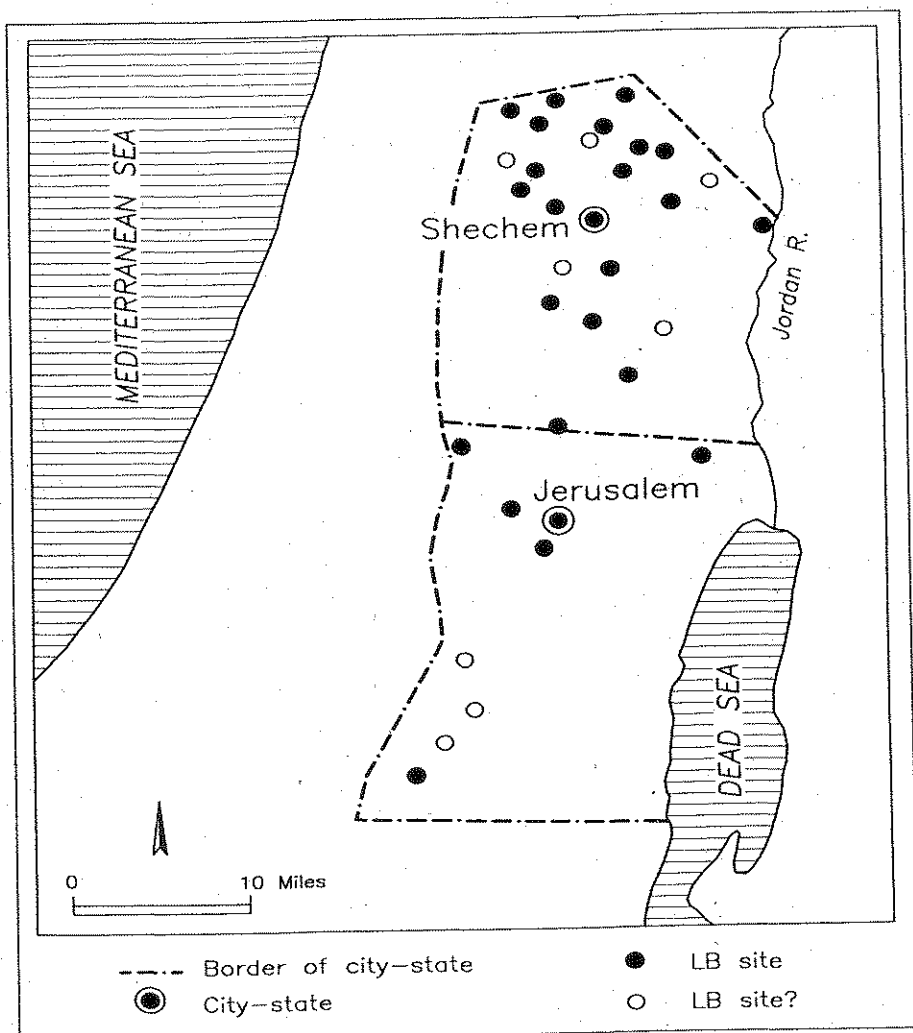 MEDITERRANEAN SEA
Shechem
Jordan R.
Jerusalem
DEAD SEA
0 10 Miles
Border of city-state
City-state
LB site
LB site?